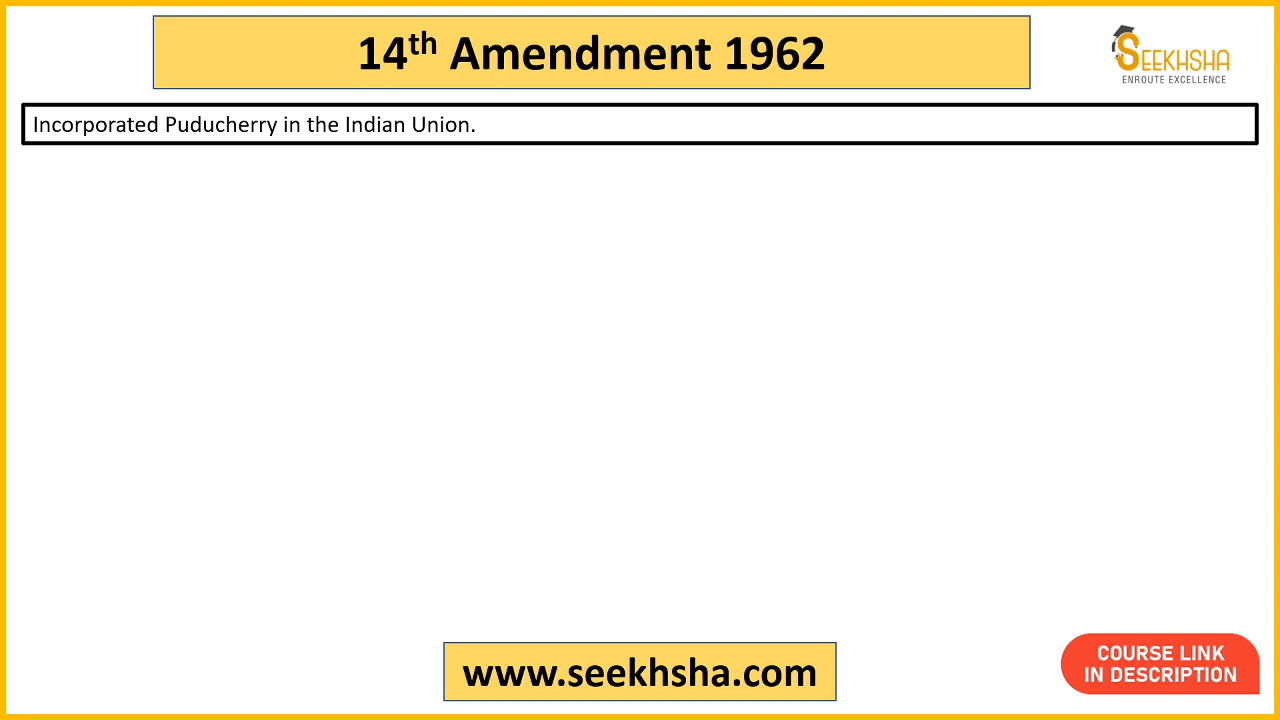 14th Amendment 1962
SEEKHSHA
ENROUTE EXCELLENCE
Incorporated Puducherry in the Indian Union.
www.seekhsha.com
COURSE LINK
IN DESCRIPTION